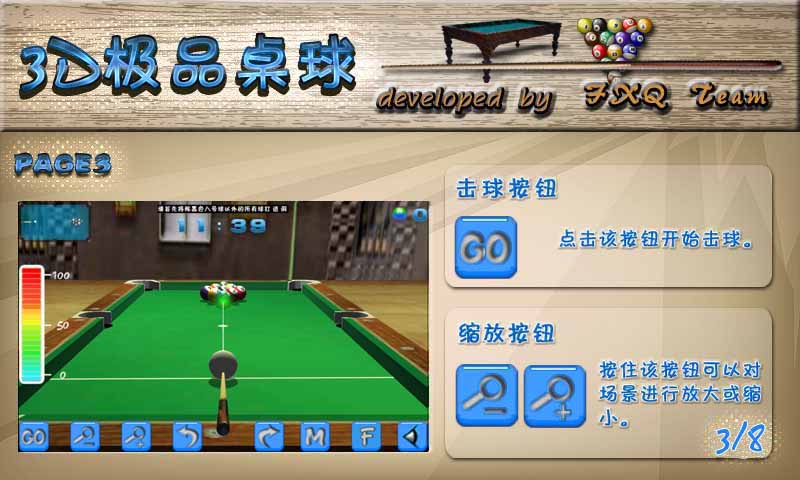 3D极品桌球
developed by FXQ Team
PAGE3
11:39
100
50
0
GO
M
F
击球按钮
GO
点击该按钮开始击球。
缩放按钮
按住该按钮可以对
场景进行放大或缩
小。
3/8